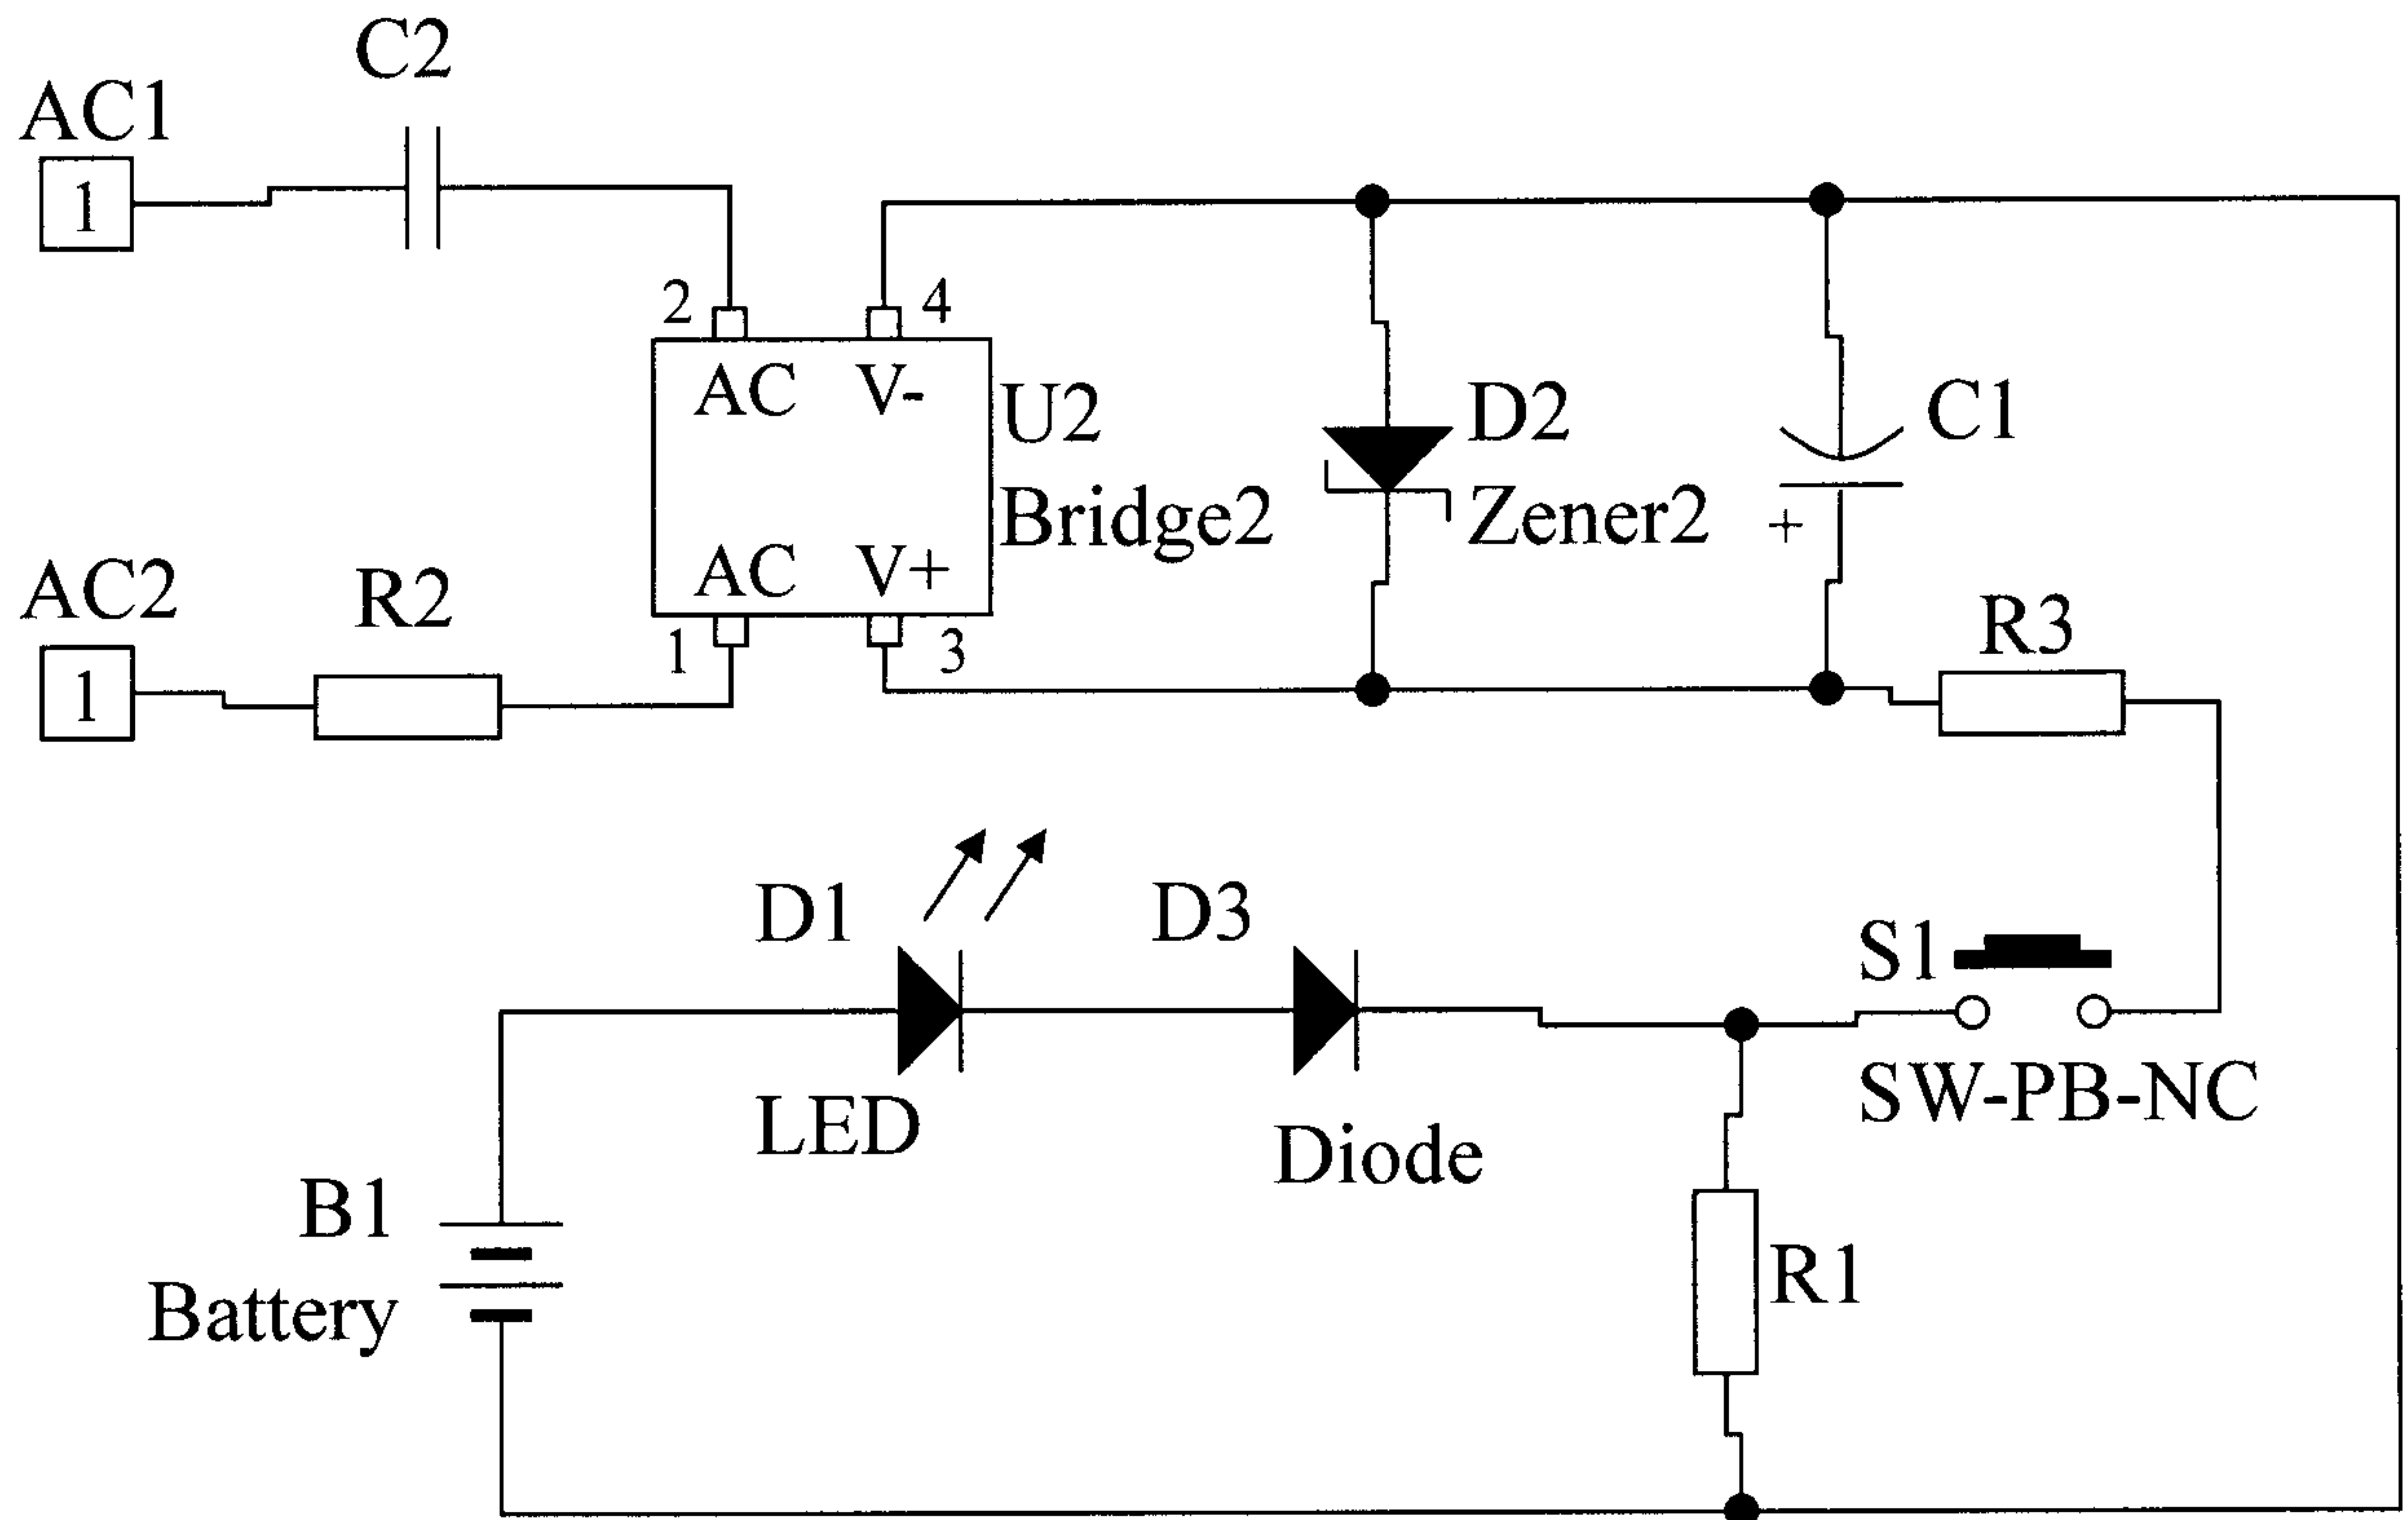 C2
AC1
1
2
4
AC V-
U2
Bridge2
AC V+
1
3
D2
Zener2
C1
+
AC2
1
R2
R3
D1
LED
D3
Diode
S1
SW-PB-NC
B1
Battery
R1